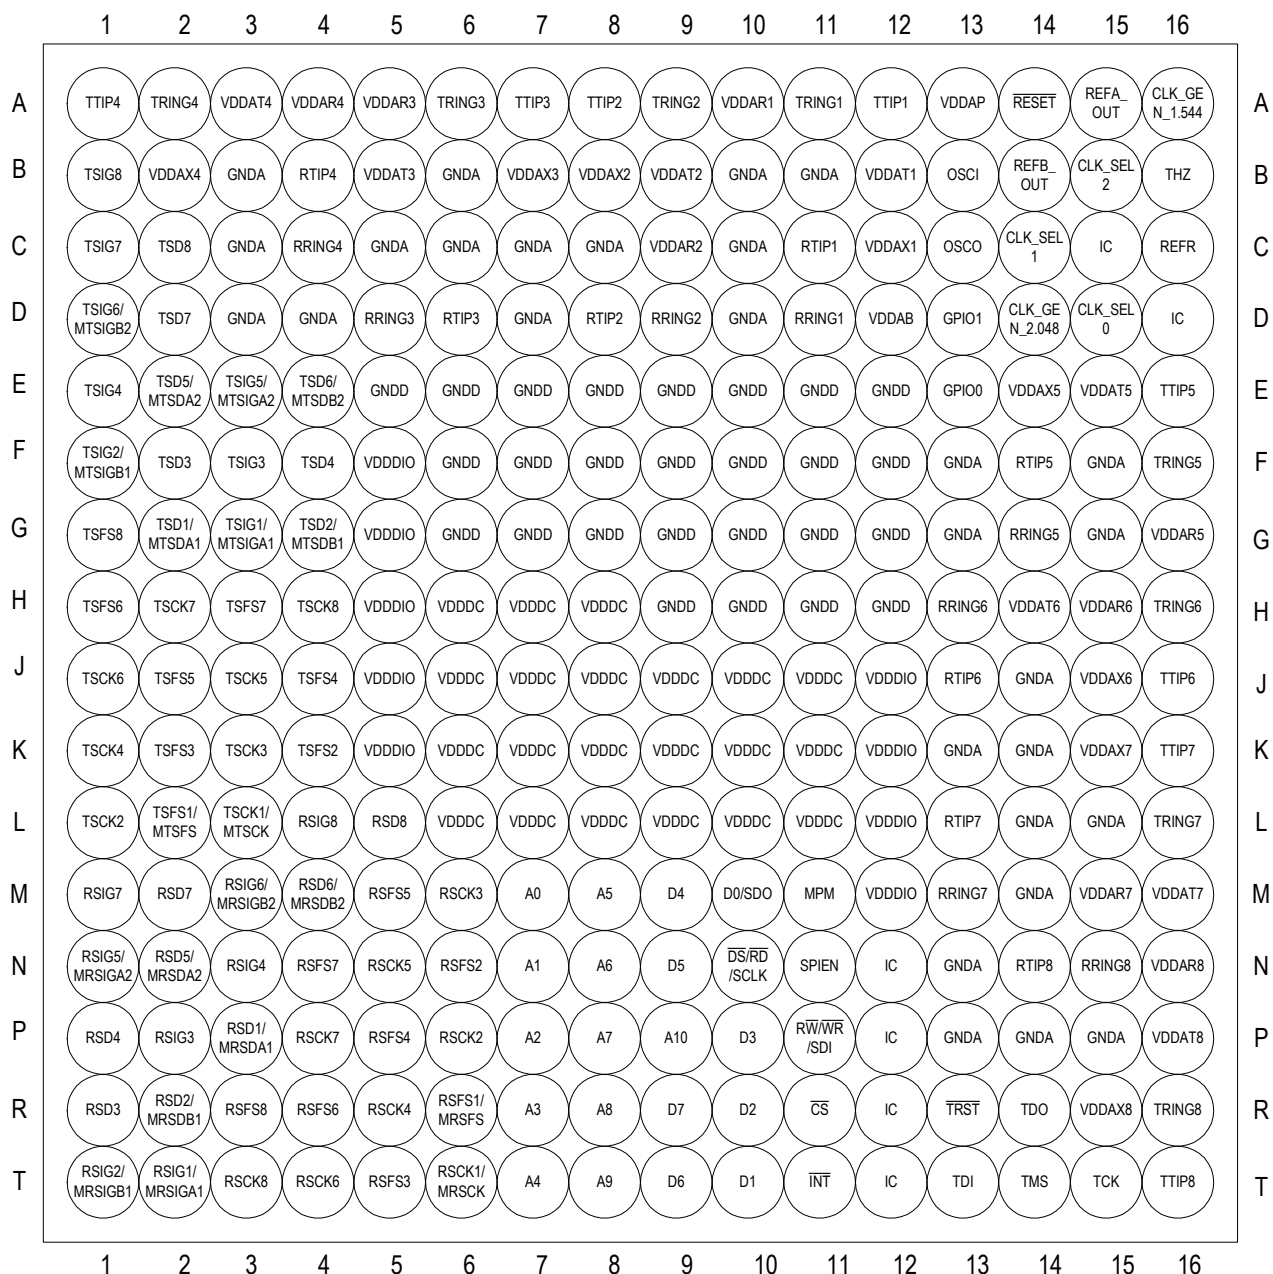 1 2 3 4 5 6 7 8 9 10 11 12 13 14 15 16
A TTIP4 TRING4 VDDAT4 VDDAR4 VDDAR3 TRING3 TTIP3 TTIP2 TRING2 VDDAR1 TRING1 TTIP1 VDDAP RESET REFA_ OUT CLK_GE N_1.544 A
B TSIG8 VDDAX4 GNDA RTIP4 VDDAT3 GNDA VDDAX3 VDDAX2 VDDAT2 GNDA GNDA VDDAT1 OSCI REFB_ OUT CLK_SEL 2 THZ B
C TSIG7 TSD8 GNDA RRING4 GNDA GNDA GNDA GNDA VDDAR2 GNDA RTIP1 VDDAX1 OSCO CLK_SEL 1 IC REFR C
D TSIG6/ MTSIGB2 TSD7 GNDA GNDA RRING3 RTIP3 GNDA RTIP2 RRING2 GNDA RRING1 VDDAB GPIO1 CLK_GE N_2.048 CLK_SEL 0 IC D
E TSIG4 TSD5/ MTSDA2 TSIG5/ MTSIGA2 TSD6/ MTSDB2 GNDD GNDD GNDD GNDD GNDD GNDD GNDD GNDD GPIO0 VDDAX5 VDDAT5 TTIP5 E
F TSIG2/ MTSIGB1 TSD3 TSIG3 TSD4 VDDDIO GNDD GNDD GNDD GNDD GNDD GNDD GNDD GNDA RTIP5 GNDA TRING5 F
G TSFS8 TSD1/ MTSDA1 TSIG1/ MTSIGA1 TSD2/ MTSDB1 VDDDIO GNDD GNDD GNDD GNDD GNDD GNDD GNDD GNDA RRING5 GNDA VDDAR5 G
H TSFS6 TSCK7 TSFS7 TSCK8 VDDDIO VDDDC VDDDC VDDDC GNDD GNDD GNDD GNDD RRING6 VDDAT6 VDDAR6 TRING6 H
J TSCK6 TSFS5 TSCK5 TSFS4 VDDDIO VDDDC VDDDC VDDDC VDDDC VDDDC VDDDC VDDDIO RTIP6 GNDA VDDAX6 TTIP6 J
K TSCK4 TSFS3 TSCK3 TSFS2 VDDDIO VDDDC VDDDC VDDDC VDDDC VDDDC VDDDC VDDDIO GNDA GNDA VDDAX7 TTIP7 K
L TSCK2 TSFS1/ MTSFS TSCK1/ MTSCK RSIG8 RSD8 VDDDC VDDDC VDDDC VDDDC VDDDC VDDDC VDDDIO RTIP7 GNDA GNDA TRING7 L
M RSIG7 RSD7 RSIG6/ MRSIGB2 RSD6/ MRSDB2 RSFS5 RSCK3 A0 A5 D4 D0/SDO MPM VDDDIO RRING7 GNDA VDDAR7 VDDAT7 M
N RSIG5/ MRSIGA2 RSD5/ MRSDA2 RSIG4 RSFS7 RSCK5 RSFS2 A1 A6 D5 DS/RD /SCLK SPIEN IC GNDA RTIP8 RRING8 VDDAR8 N
P RSD4 RSIG3 RSD1/ MRSDA1 RSCK7 RSFS4 RSCK2 A2 A7 A10 D3 RW/WR /SDI IC GNDA GNDA GNDA VDDAT8 P
R RSD3 RSD2/ MRSDB1 RSFS8 RSFS6 RSCK4 RSFS1/ MRSFS A3 A8 D7 D2 CS IC TRST TDO VDDAX8 TRING8 R
T RSIG2/ MRSIGB1 RSIG1/ MRSIGA1 RSCK8 RSCK6 RSFS3 RSCK1/ MRSCK A4 A9 D6 D1 INT IC TDI TMS TCK TTIP8 T
1 2 3 4 5 6 7 8 9 10 11 12 13 14 15 16